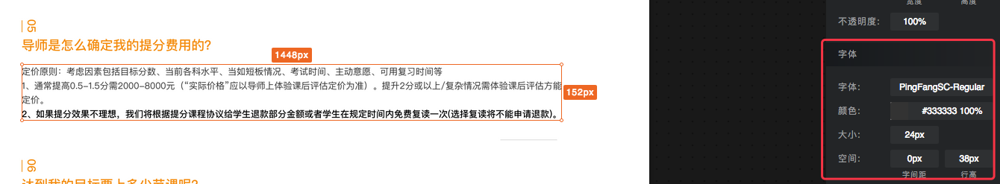 05
导师是怎么确定我的提分费用的?
1448px
定价原则：考虑因素包括目标分数、当前各科水平、当如短板情况、考试时间、主动意愿、可用复习时间等
1、通常提高0.5-1.5分需2000-8000元（“实际价格”应以导师上体验课后评估定价为准）。提升2分或以上/复杂情况需体验课后评估方能
定价。
2、如果提分效果不理想，我们将根据提分课程协议给学生退款部分金额或者学生在规定时间内免费复读一次(选择复读将不能申请退款)。
152px
06
达到我的目标要上多少节课呢?
宽度 高度
不透明度： 100%
字体
字体： PingFangSC-Regular
颜色： #333333 100%
大小： 24px
空间： 0px 38px
字间距 行高